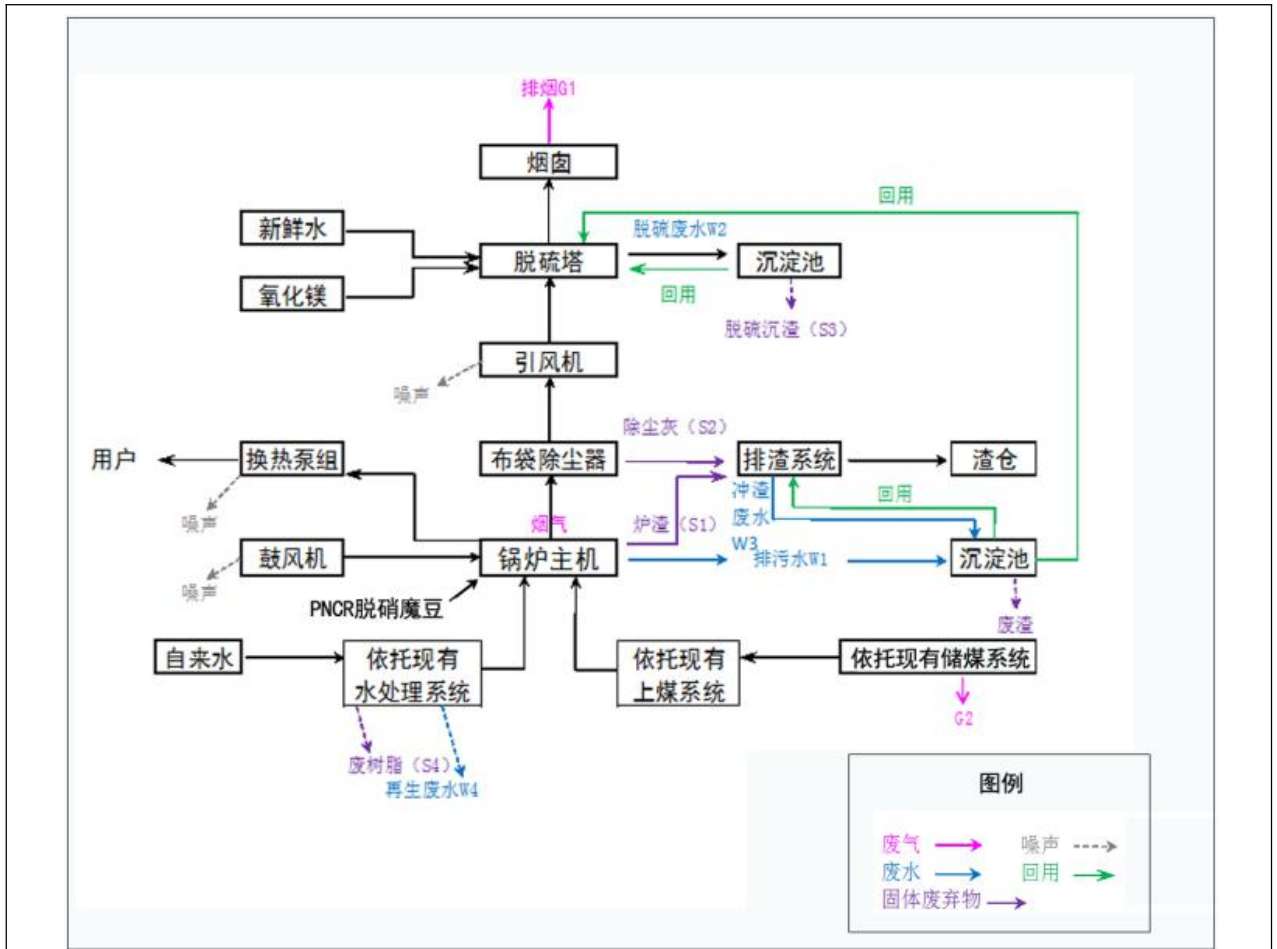 排烟G1
烟囱
回用
新鲜水
脱硫废水W2
脱硫塔
沉淀池
氧化镁
回用
脱硫沉渣（S3）
引风机
噪声
除尘灰（S2）
用户
换热泵组
布袋除尘器
排渣系统
渣仓
冲渣
废水
W3
回用
噪声
烟气
炉渣（S1）
鼓风机
锅炉主机
排污水W1
沉淀池
噪声
PNCR脱硝魔豆
废渣
自来水
依托现有
水处理系统
依托现有
上煤系统
依托现有储煤系统
G2
废树脂（S4）
再生废水W4
图例
废气
噪声
废水
回用
固体废弃物